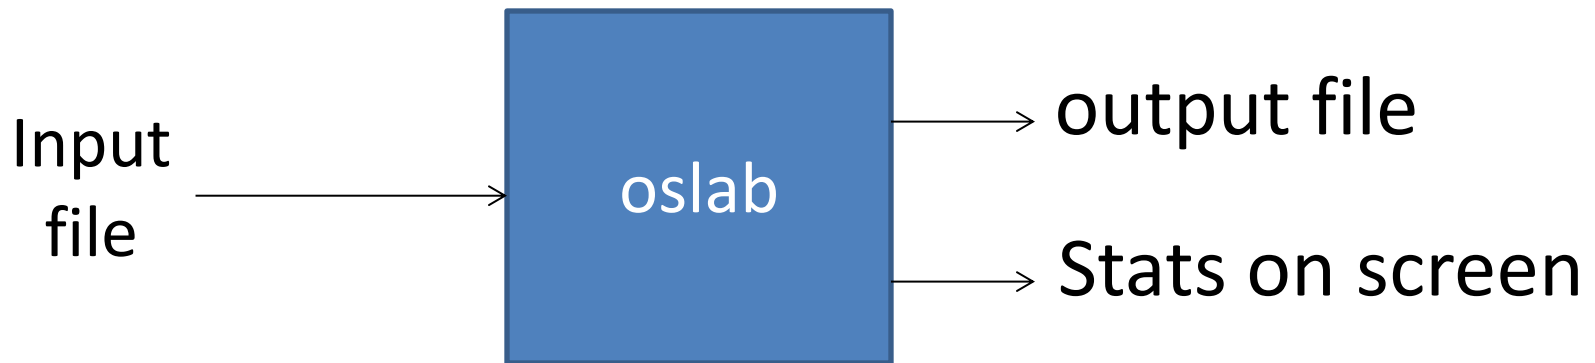 Input
file
oslab
output file
Stats on screen